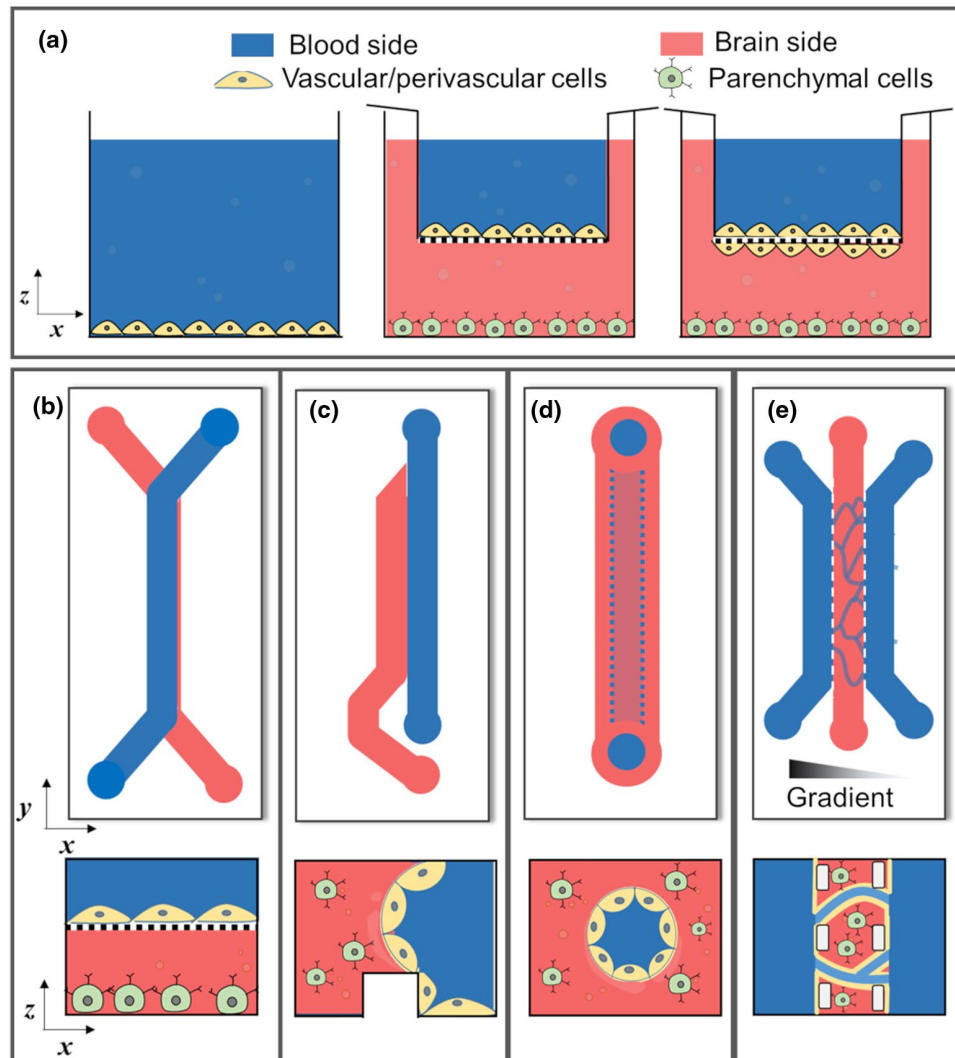 (a)
Blood side
Brain side
Vascular/perivascular cells
Parenchymal cells
z
x
(b)
(c)
(d)
(e)
Gradient
y
x
z
x